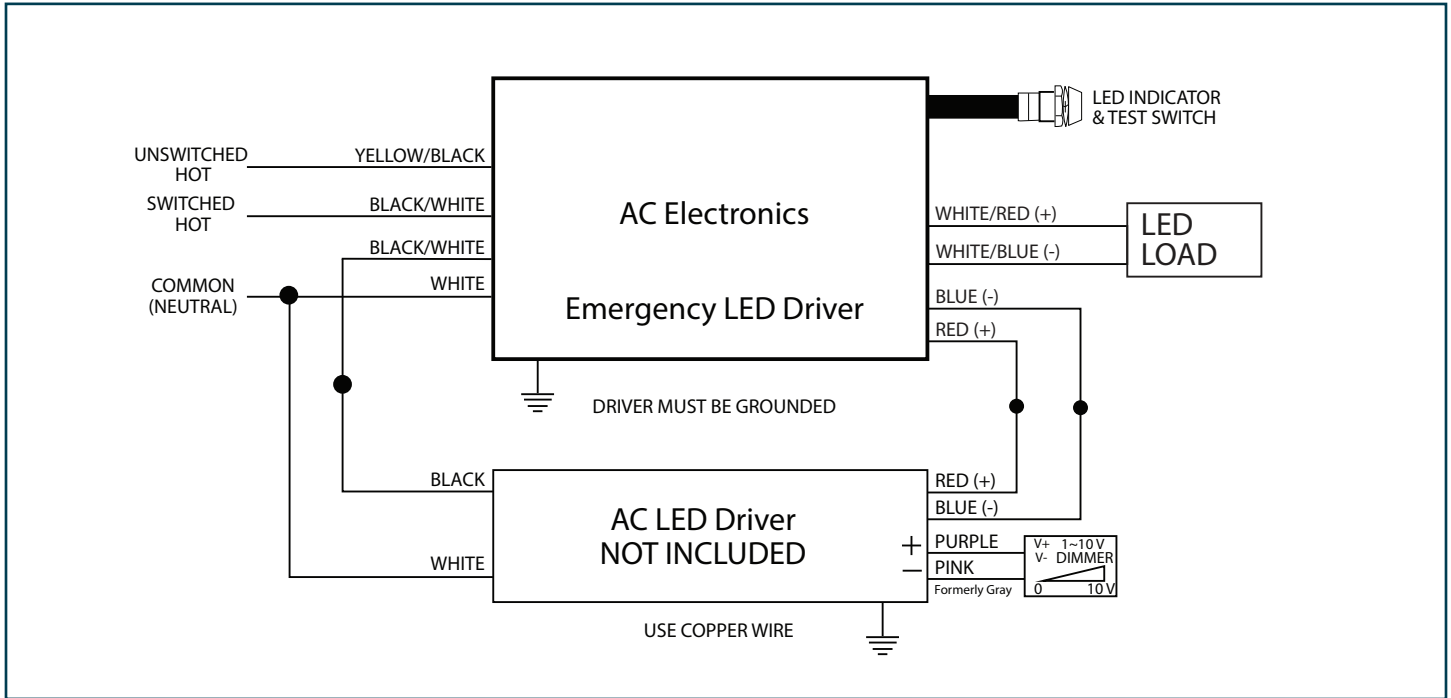 LED INDICATOR
& TEST SWITCH
UNSWITCHED
HOT
YELLOW/BLACK
SWITCHED
HOT
BLACK/WHITE
BLACK/WHITE
COMMON
(NEUTRAL)
WHITE
AC Electronics
Emergency LED Driver
WHITE/RED (+)
WHITE/BLUE (-)
LED
LOAD
BLUE (-)
RED (+)
DRIVER MUST BE GROUNDED
BLACK
WHITE
AC LED Driver
NOT INCLUDED
RED (+)
BLUE (-)
+ PURPLE
— PINK
Formerly Gray
V+ 1~10 V
V- DIMMER
0 10 V
USE COPPER WIRE